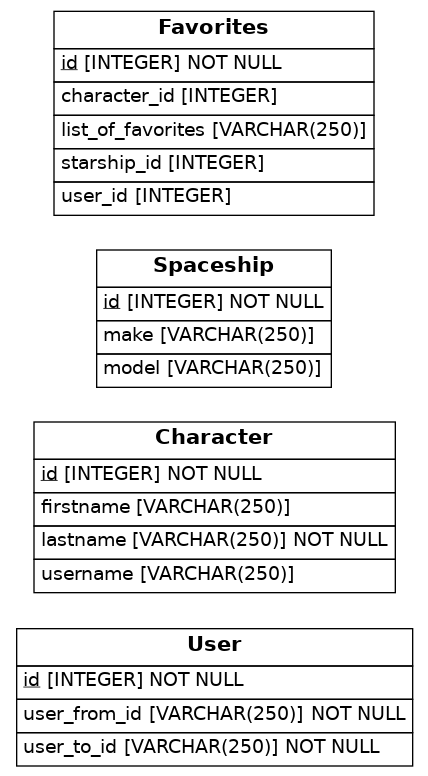 Favorites
id [INTEGER] NOT NULL
character_id [INTEGER]
list_of_favorites [VARCHAR(250)]
starship_id [INTEGER]
user_id [INTEGER]
Spaceship
id [INTEGER] NOT NULL
make [VARCHAR(250)]
model [VARCHAR(250)]
Character
id [INTEGER] NOT NULL
firstname [VARCHAR(250)]
lastname [VARCHAR(250)] NOT NULL
username [VARCHAR(250)]
User
id [INTEGER] NOT NULL
user_from_id [VARCHAR(250)] NOT NULL
user_to_id [VARCHAR(250)] NOT NULL